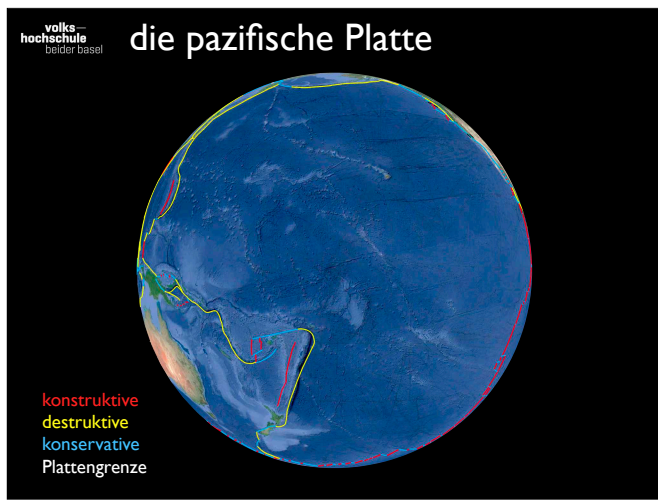 volks—
hochschule
beider basel
die pazifische Platte
konstruktive
destruktive
konservative
Plattengrenze